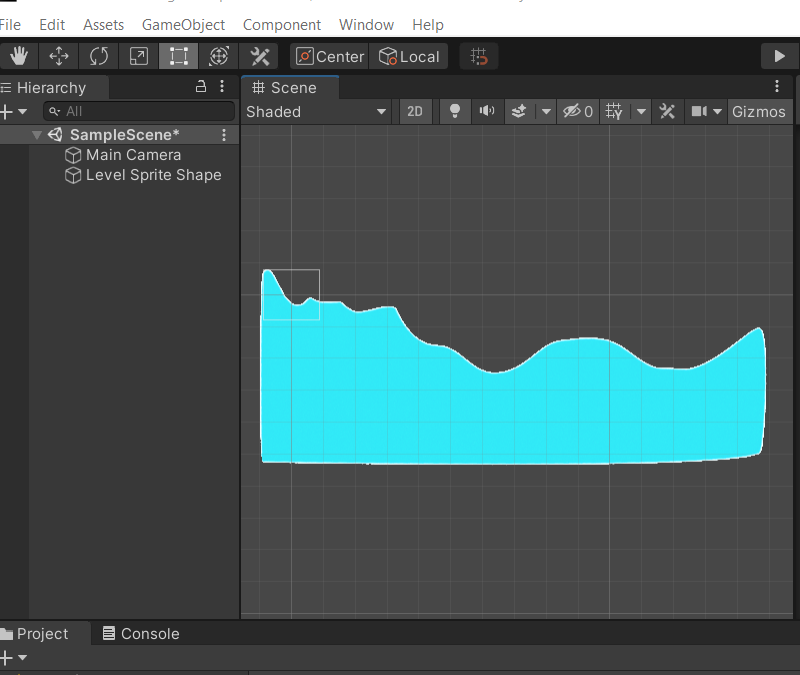 File Edit Assets GameObject Component Window Help
Center Local
Hierarchy Scene
All Shaded 2D 0 Gizmos
SampleScene*
Main Camera
Level Sprite Shape
Project Console